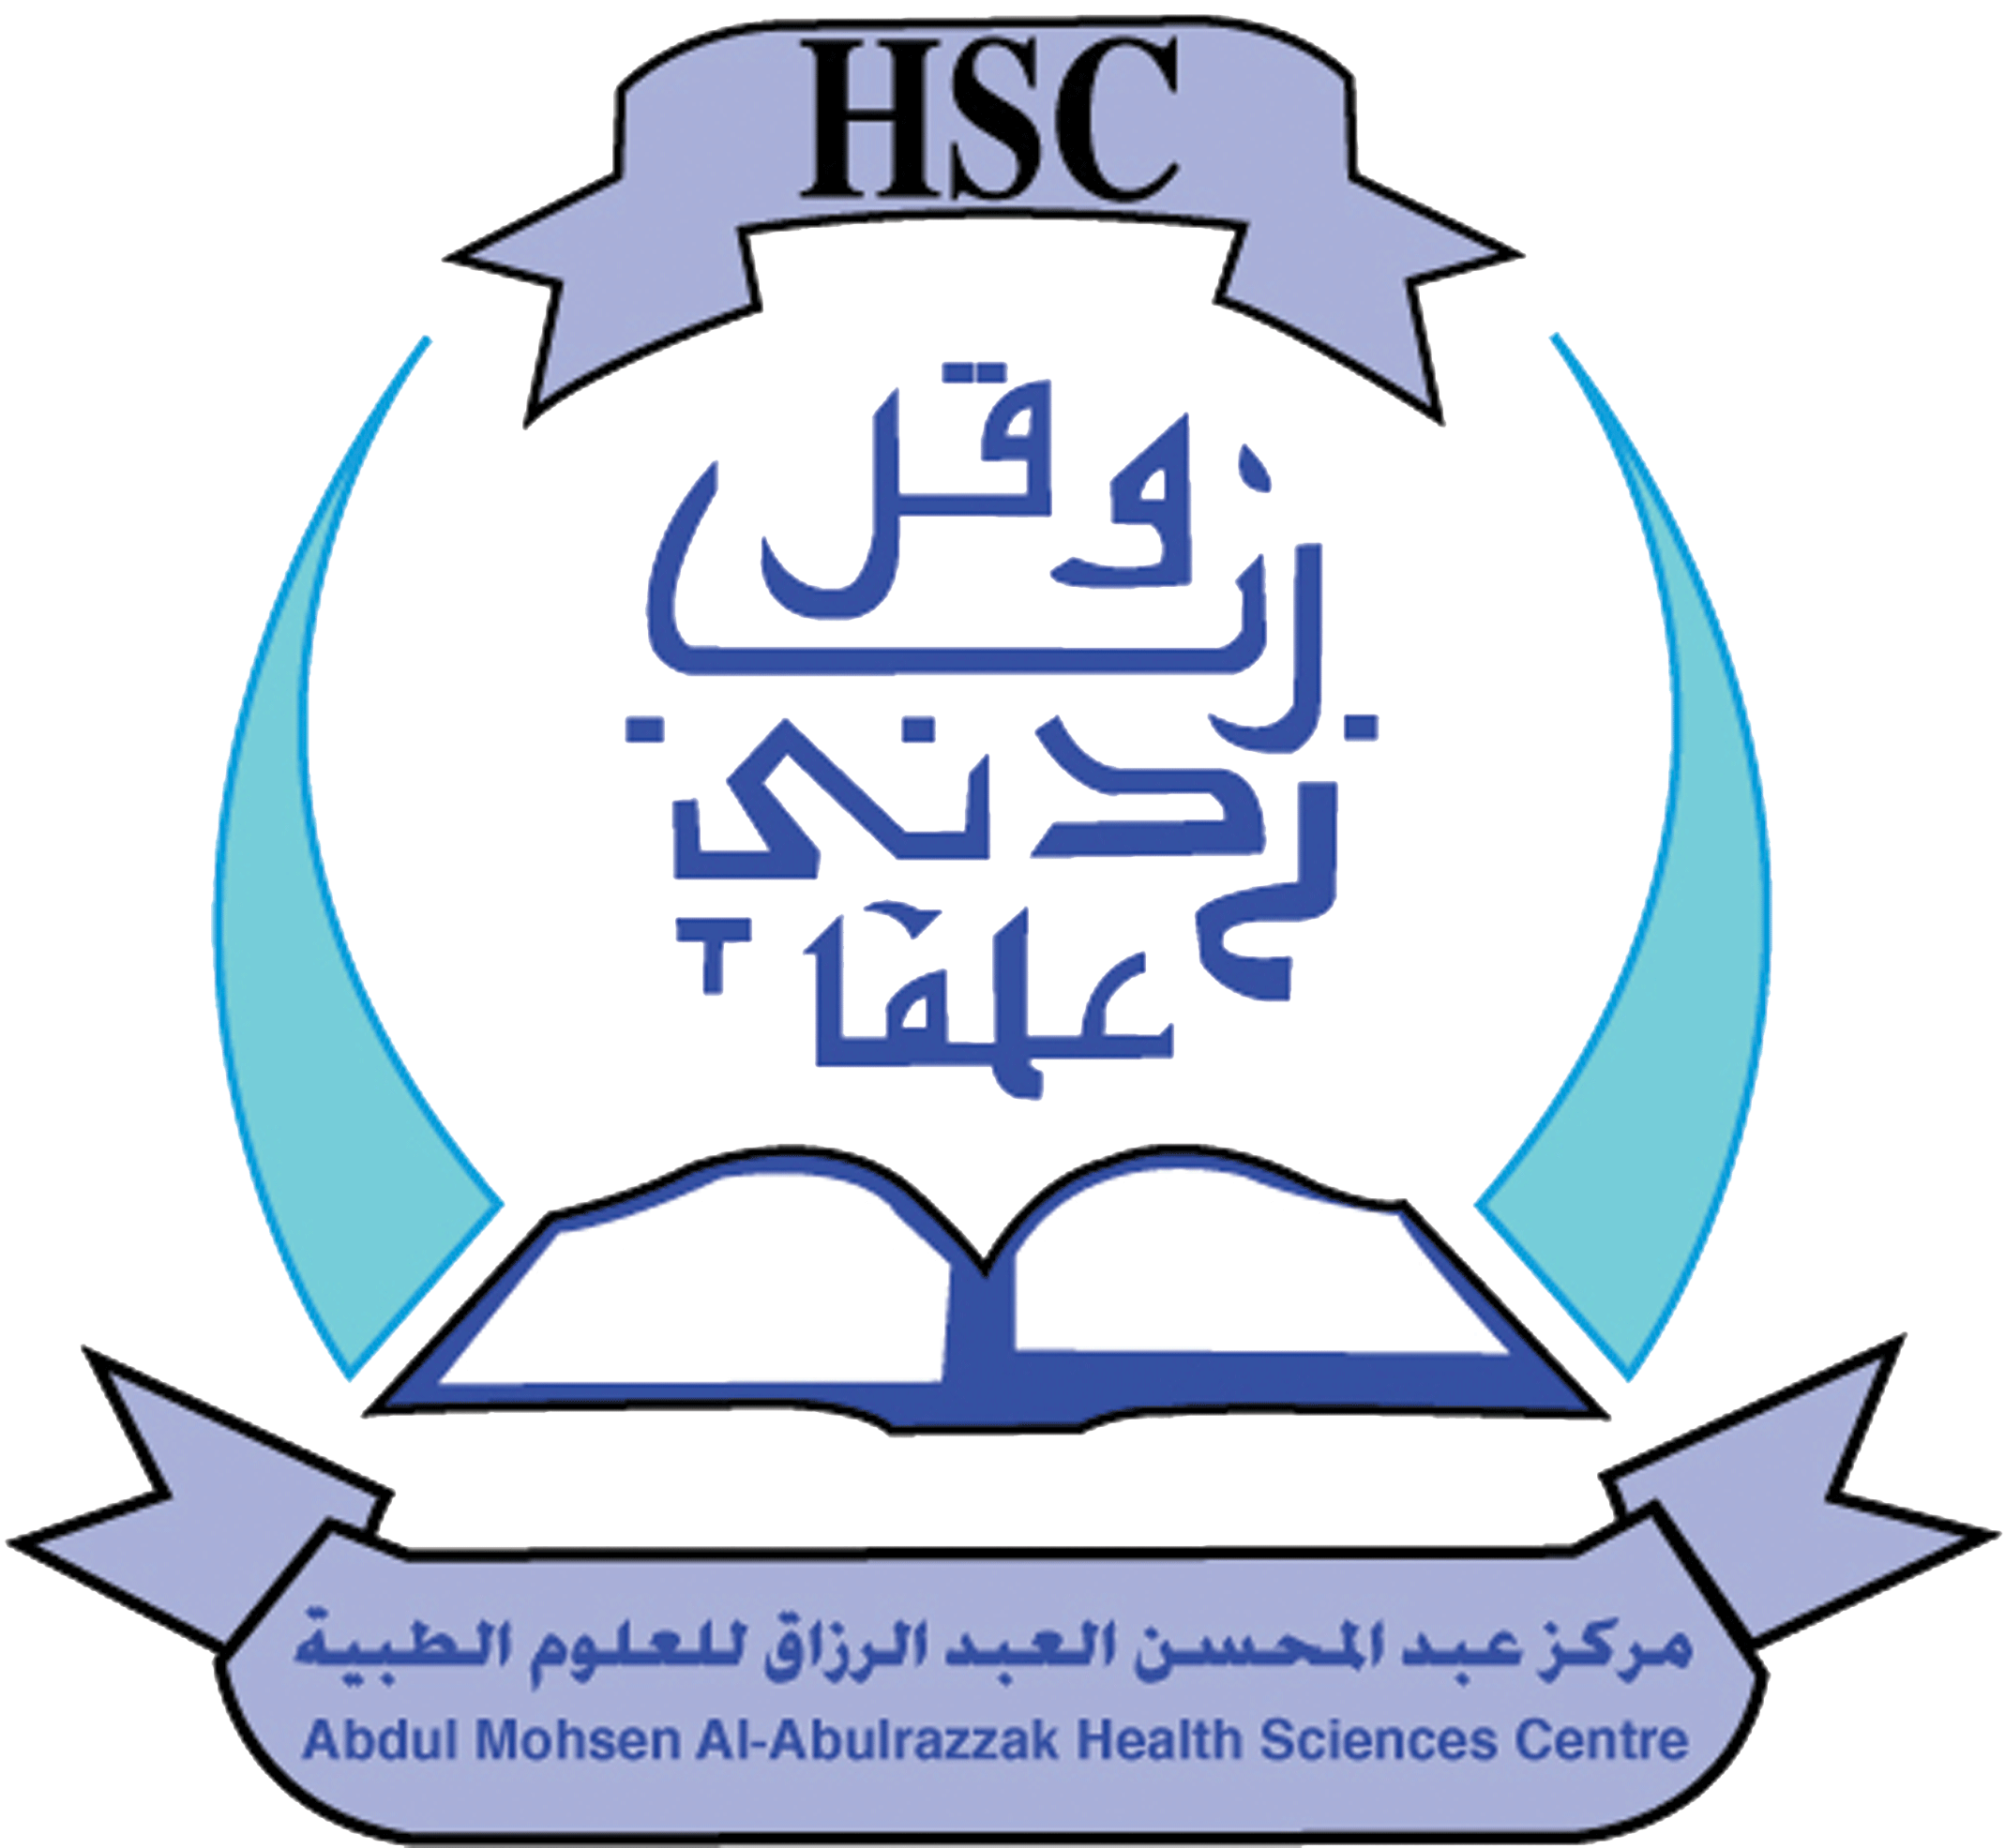 HSC
وقل
رب زدني
علما
مركز عبد المحسن العبد الرزاق للعلوم الطبية
Abdul Mohsen Al-Abulrazzak Health Sciences Centre